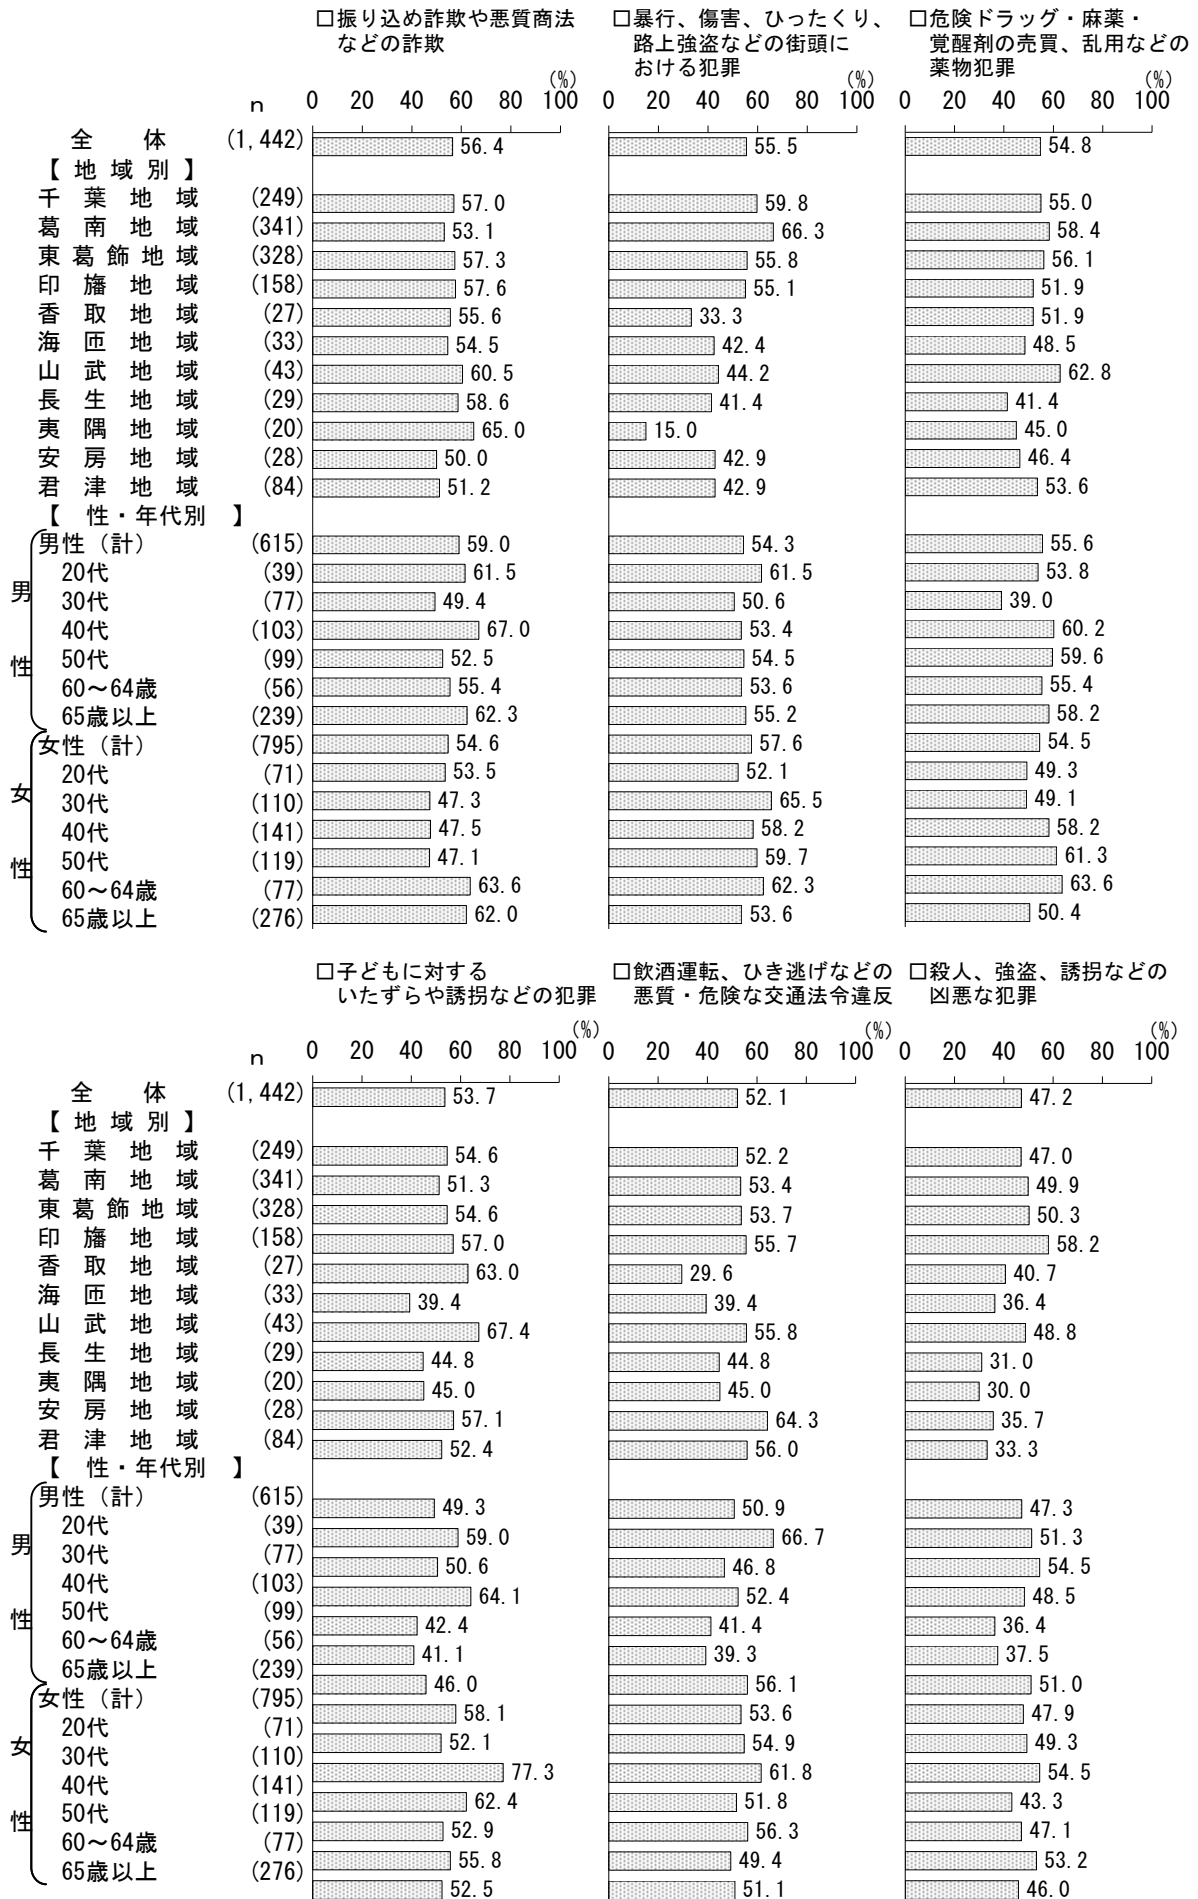 □振り込め詐欺や悪質商法
などの詐欺
□暴行、傷害、ひったくり、
路上強盗などの街頭に
おける犯罪
□危険ドラッグ・麻薬・
覚醒剤の売買、乱用などの
薬物犯罪
(%) (%) (%)
n 0 20 40 60 80 100 0 20 40 60 80 100 0 20 40 60 80 100
全体 (1,442) 56.4 55.5 54.8
【地域別】
千葉地域 (249) 57.0 59.8 55.0
葛南地域 (341) 53.1 66.3 58.4
東葛飾地域 (328) 57.3 55.8 56.1
印旛地域 (158) 57.6 55.1 51.9
香取地域 (27) 55.6 33.3 51.9
海匝地域 (33) 54.5 42.4 48.5
山武地域 (43) 60.5 44.2 62.8
長生地域 (29) 58.6 41.4 41.4
夷隅地域 (20) 65.0 15.0 45.0
安房地域 (28) 50.0 42.9 46.4
君津地域 (84) 51.2 42.9 53.6
【 性・年代別 】
男性
男性（計） (615) 59.0 54.3 55.6
20代 (39) 61.5 61.5 53.8
30代 (77) 49.4 50.6 39.0
40代 (103) 67.0 53.4 60.2
50代 (99) 52.5 54.5 59.6
60～64歳 (56) 55.4 53.6 55.4
65歳以上 (239) 62.3 55.2 58.2
女性
女性（計） (795) 54.6 57.6 54.5
20代 (71) 53.5 52.1 49.3
30代 (110) 47.3 65.5 49.1
40代 (141) 47.5 58.2 58.2
50代 (119) 47.1 59.7 61.3
60～64歳 (77) 63.6 62.3 63.6
65歳以上 (276) 62.0 53.6 50.4
□子どもに対する
いたずらや誘拐などの犯罪
□飲酒運転、ひき逃げなどの
悪質・危険な交通法令違反
□殺人、強盗、誘拐などの
凶悪な犯罪
(%) (%) (%)
n 0 20 40 60 80 100 0 20 40 60 80 100 0 20 40 60 80 100
全体 (1,442) 53.7 52.1 47.2
【地域別】
千葉地域 (249) 54.6 52.2 47.0
葛南地域 (341) 51.3 53.4 49.9
東葛飾地域 (328) 54.6 53.7 50.3
印旛地域 (158) 57.0 55.7 58.2
香取地域 (27) 63.0 29.6 40.7
海匝地域 (33) 39.4 39.4 36.4
山武地域 (43) 67.4 55.8 48.8
長生地域 (29) 44.8 44.8 31.0
夷隅地域 (20) 45.0 45.0 30.0
安房地域 (28) 57.1 64.3 35.7
君津地域 (84) 52.4 56.0 33.3
【 性・年代別 】
男性
男性（計） (615) 49.3 50.9 47.3
20代 (39) 59.0 66.7 51.3
30代 (77) 50.6 46.8 54.5
40代 (103) 64.1 52.4 48.5
50代 (99) 42.4 41.4 36.4
60～64歳 (56) 41.1 39.3 37.5
65歳以上 (239) 46.0 56.1 51.0
女性
女性（計） (795) 58.1 53.6 47.9
20代 (71) 52.1 54.9 49.3
30代 (110) 77.3 61.8 54.5
40代 (141) 62.4 51.8 43.3
50代 (119) 52.9 56.3 47.1
60～64歳 (77) 55.8 49.4 53.2
65歳以上 (276) 52.5 51.1 46.0